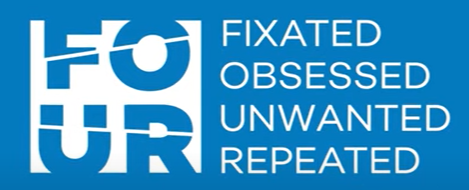 FO
UR
FIXATED
OBSESSED
UNWANTED
REPEATED